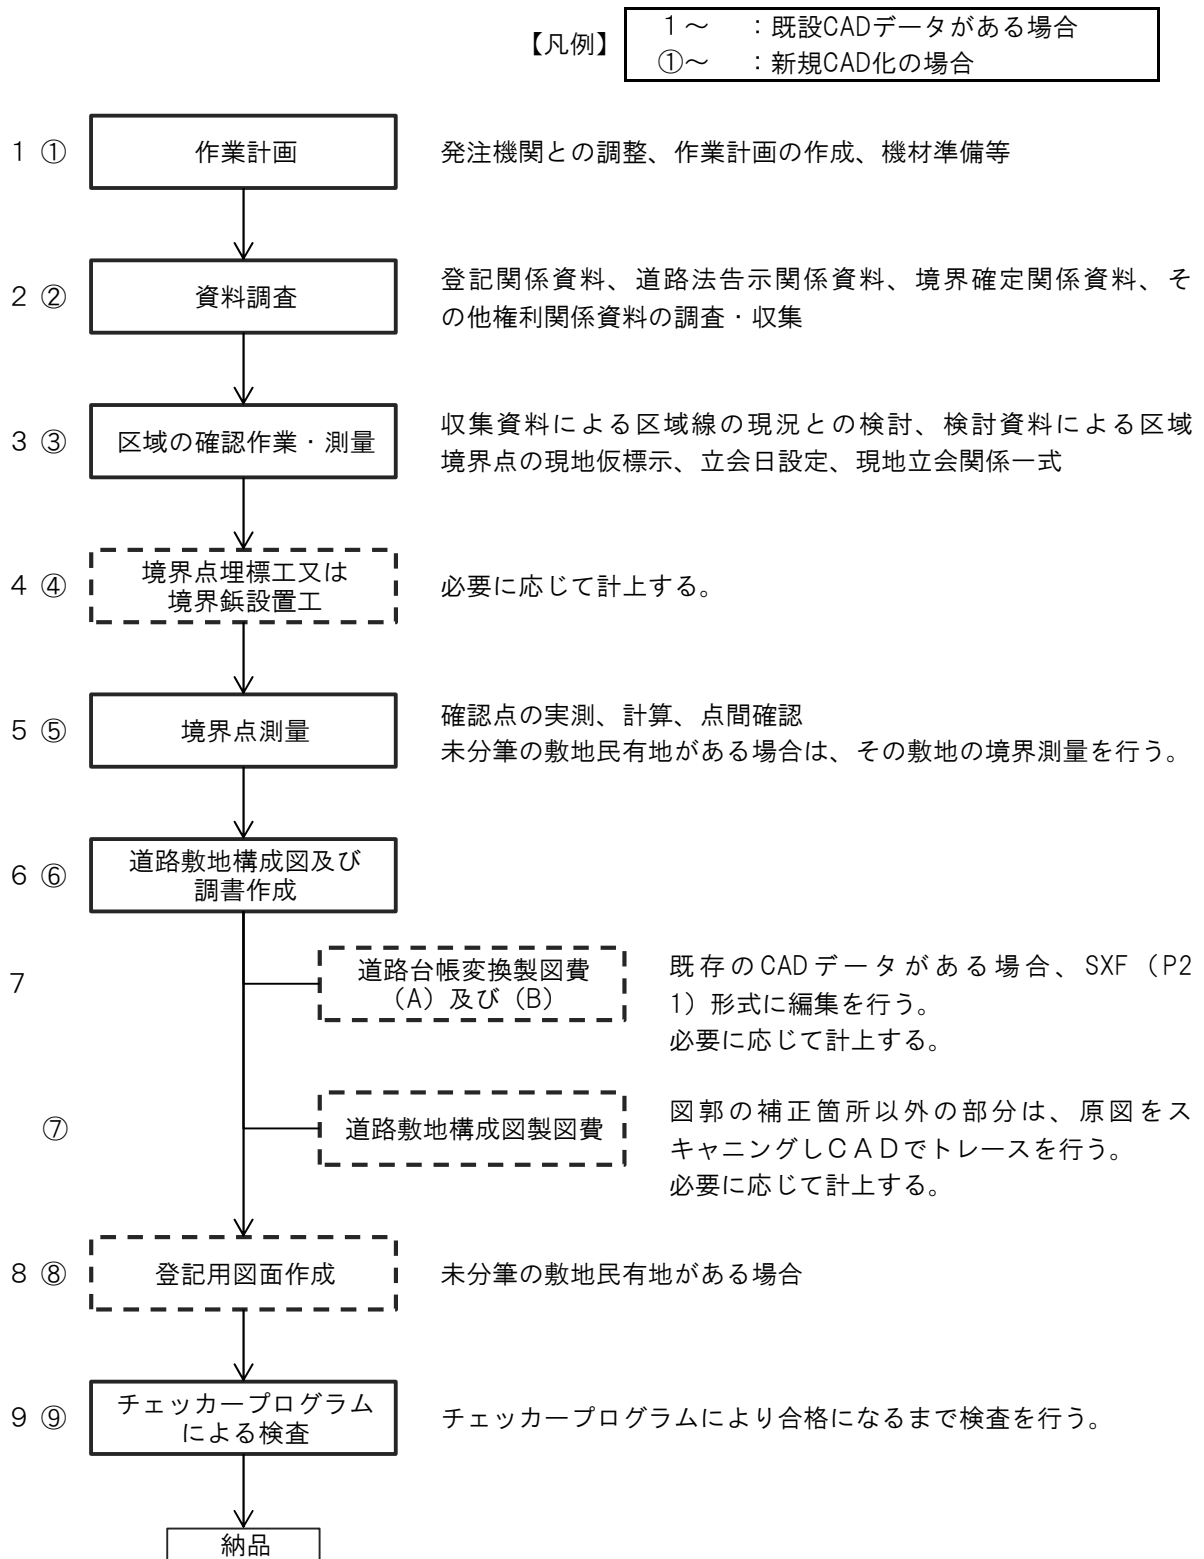 【凡例】
１～　：既設CADデータがある場合
①～　：新規CAD化の場合
１ ①
作業計画
発注機関との調整、作業計画の作成、機材準備等
２ ②
資料調査
登記関係資料、道路法告示関係資料、境界確定関係資料、そ
の他権利関係資料の調査・収集
３ ③
区域の確認作業・測量
収集資料による区域線の現況との検討、検討資料による区域
境界点の現地仮標示、立会日設定、現地立会関係一式
４ ④
境界点埋標工又は
境界鋲設置工
必要に応じて計上する。
５ ⑤
境界点測量
確認点の実測、計算、点間確認
未分筆の敷地民有地がある場合は、その敷地の境界測量を行う。
６ ⑥
道路敷地構成図及び
調書作成
７
道路台帳変換製図費
（A）及び（B）
既存のCADデータがある場合、SXF（P2
1）形式に編集を行う。
必要に応じて計上する。
⑦
道路敷地構成図製図費
図郭の補正箇所以外の部分は、原図をス
キャニングしＣＡＤでトレースを行う。
必要に応じて計上する。
８ ⑧
登記用図面作成
未分筆の敷地民有地がある場合
９ ⑨
チェッカープログラム
による検査
チェッカープログラムにより合格になるまで検査を行う。
納品